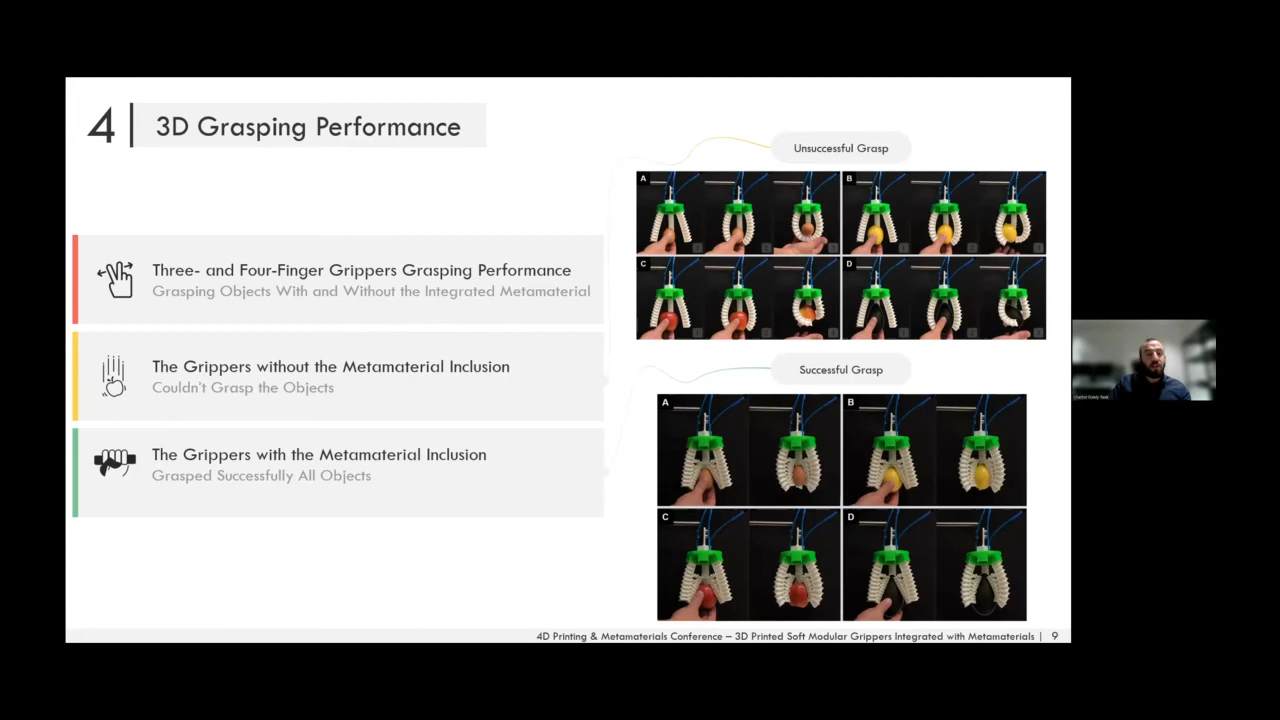 4
3D Grasping Performance
Three- and Four-Finger Grippers Grasping Performance
Grasping Objects With and Without the Integrated Metamaterial
The Grippers without the Metamaterial Inclusion
Couldn't Grasp the Objects
The Grippers with the Metamaterial Inclusion
Grasped Successfully All Objects
Unsuccessful Grasp
A
B
C
D
Successful Grasp
A
B
C
D
4D Printing & Metamaterials Conference – 3D Printed Soft Modular Grippers Integrated with Metamaterials | 9